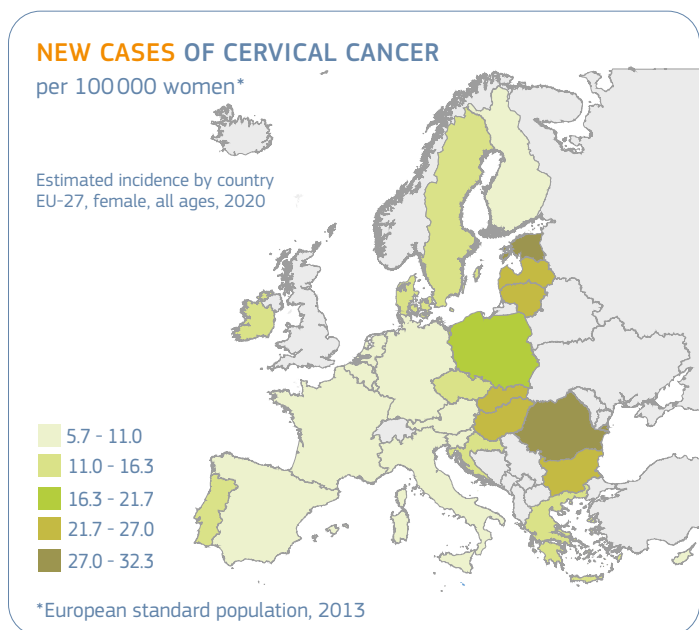 NEW CASES OF CERVICAL CANCER
per 100 000 women*
Estimated incidence by country
EU-27, female, all ages, 2020
5.7 - 11.0
11.0 - 16.3
16.3 - 21.7
21.7 - 27.0
27.0 - 32.3
*European standard population, 2013